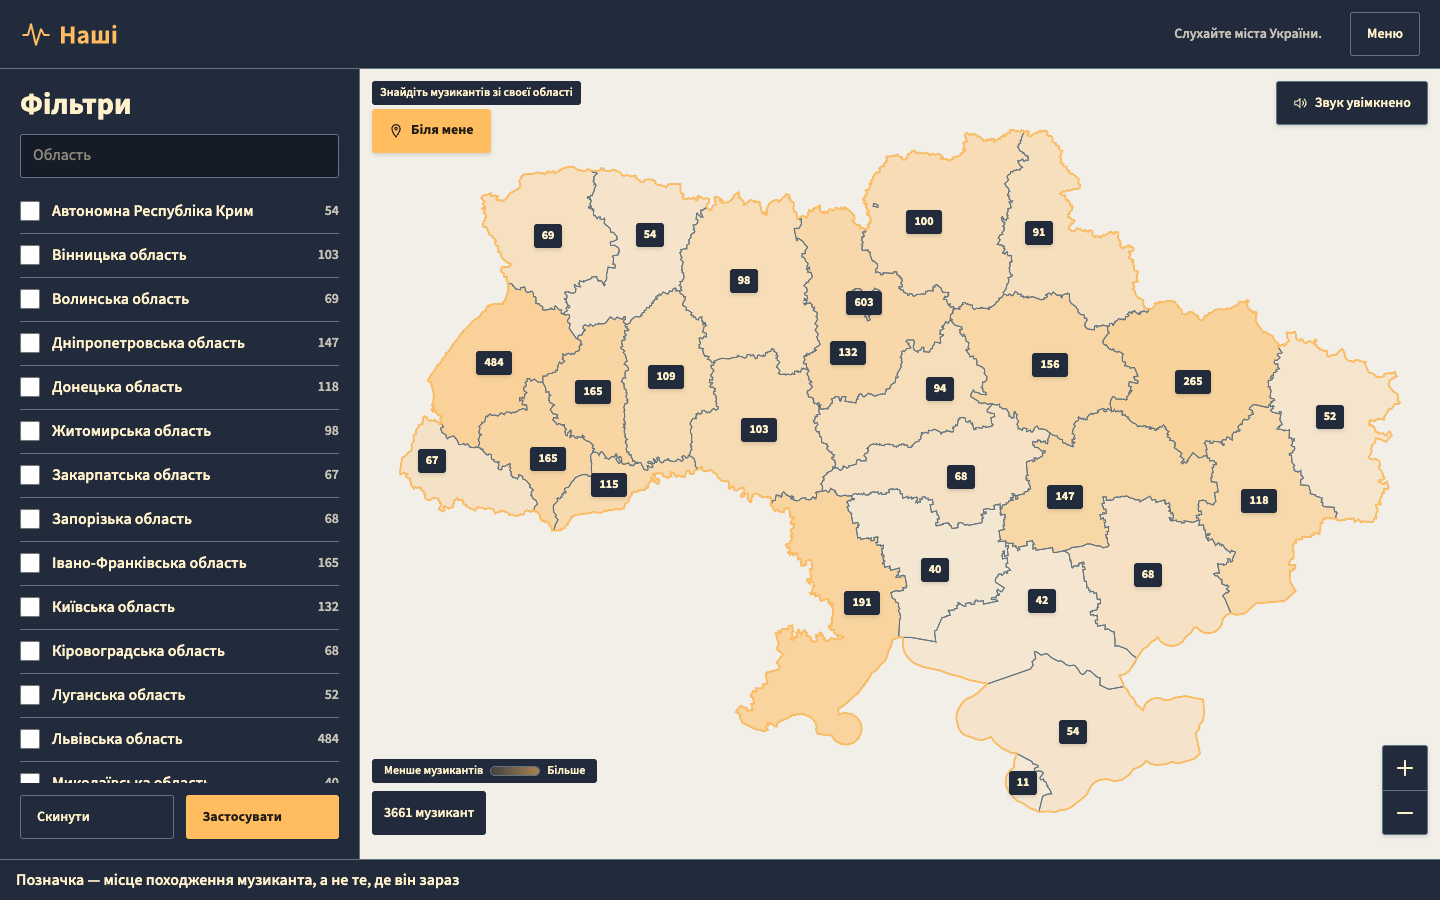 Наші
Слухайте міста України.
Меню
Фільтри
Область
Автономна Республіка Крим 54
Вінницька область 103
Волинська область 69
Дніпропетровська область 147
Донецька область 118
Житомирська область 98
Закарпатська область 67
Запорізька область 68
Івано-Франківська область 165
Київська область 132
Кіровоградська область 68
Луганська область 52
Львівська область 484
Миколаївська область 40
Скинути
Застосувати
Знайдіть музикантів зі своєї області
Біля мене
Звук увімкнено
100
91
69
54
98
603
132
484
165
109
94
156
265
52
103
67
165
115
68
147
118
40
68
191
42
54
11
Менше музикантів
Більше
3661 музикант
+
−
Позначка — місце походження музиканта, а не те, де він зараз